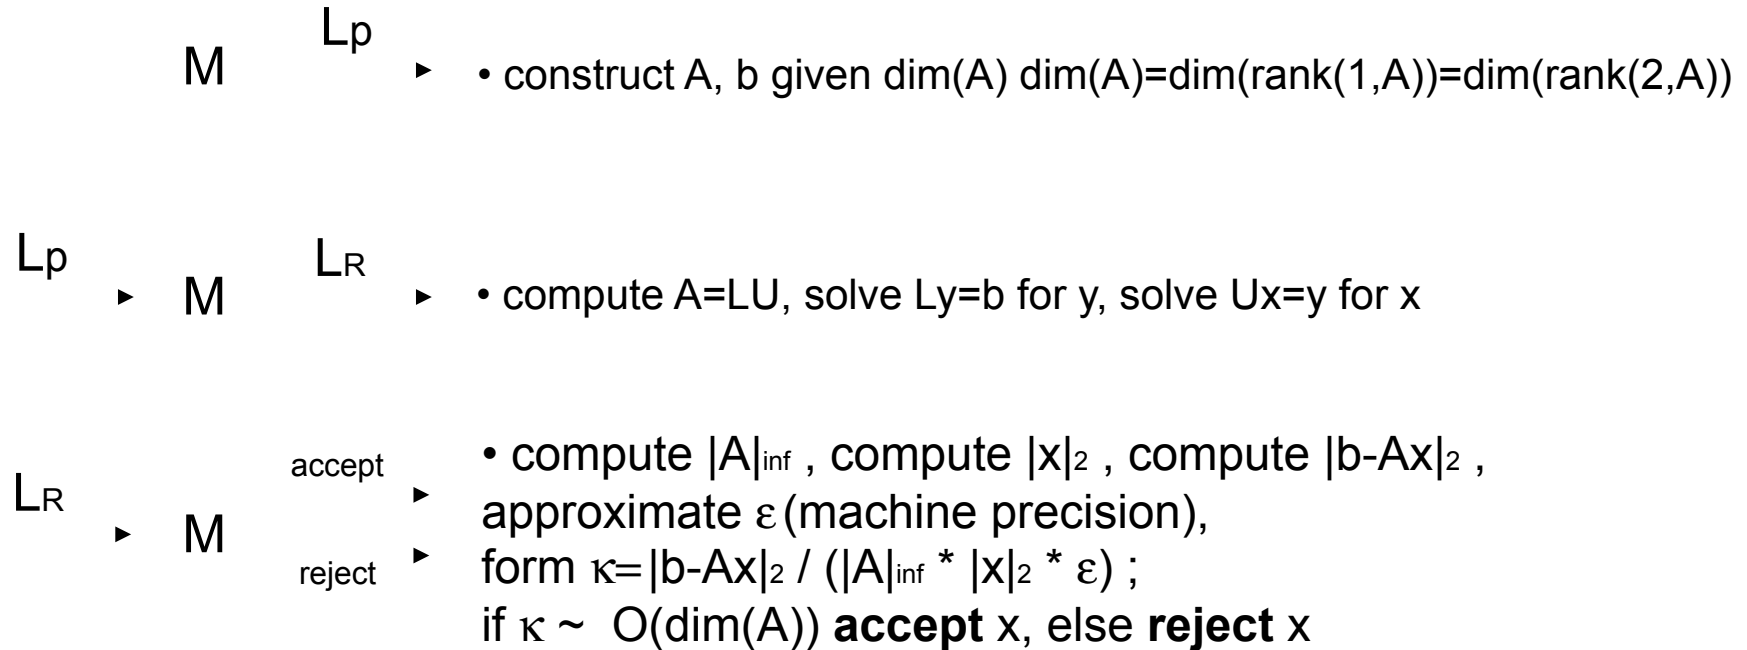 Lp
M ► • construct A, b given dim(A) dim(A)=dim(rank(1,A))=dim(rank(2,A))
Lp LR
► M ► • compute A=LU, solve Ly=b for y, solve Ux=y for x
accept • compute |A|inf , compute |x|2 , compute |b-Ax|2 ,
LR ► approximate ε (machine precision),
► M ►
reject form κ=|b-Ax|2 / (|A|inf * |x|2 * ε) ;
if κ ~ O(dim(A)) accept x, else reject x